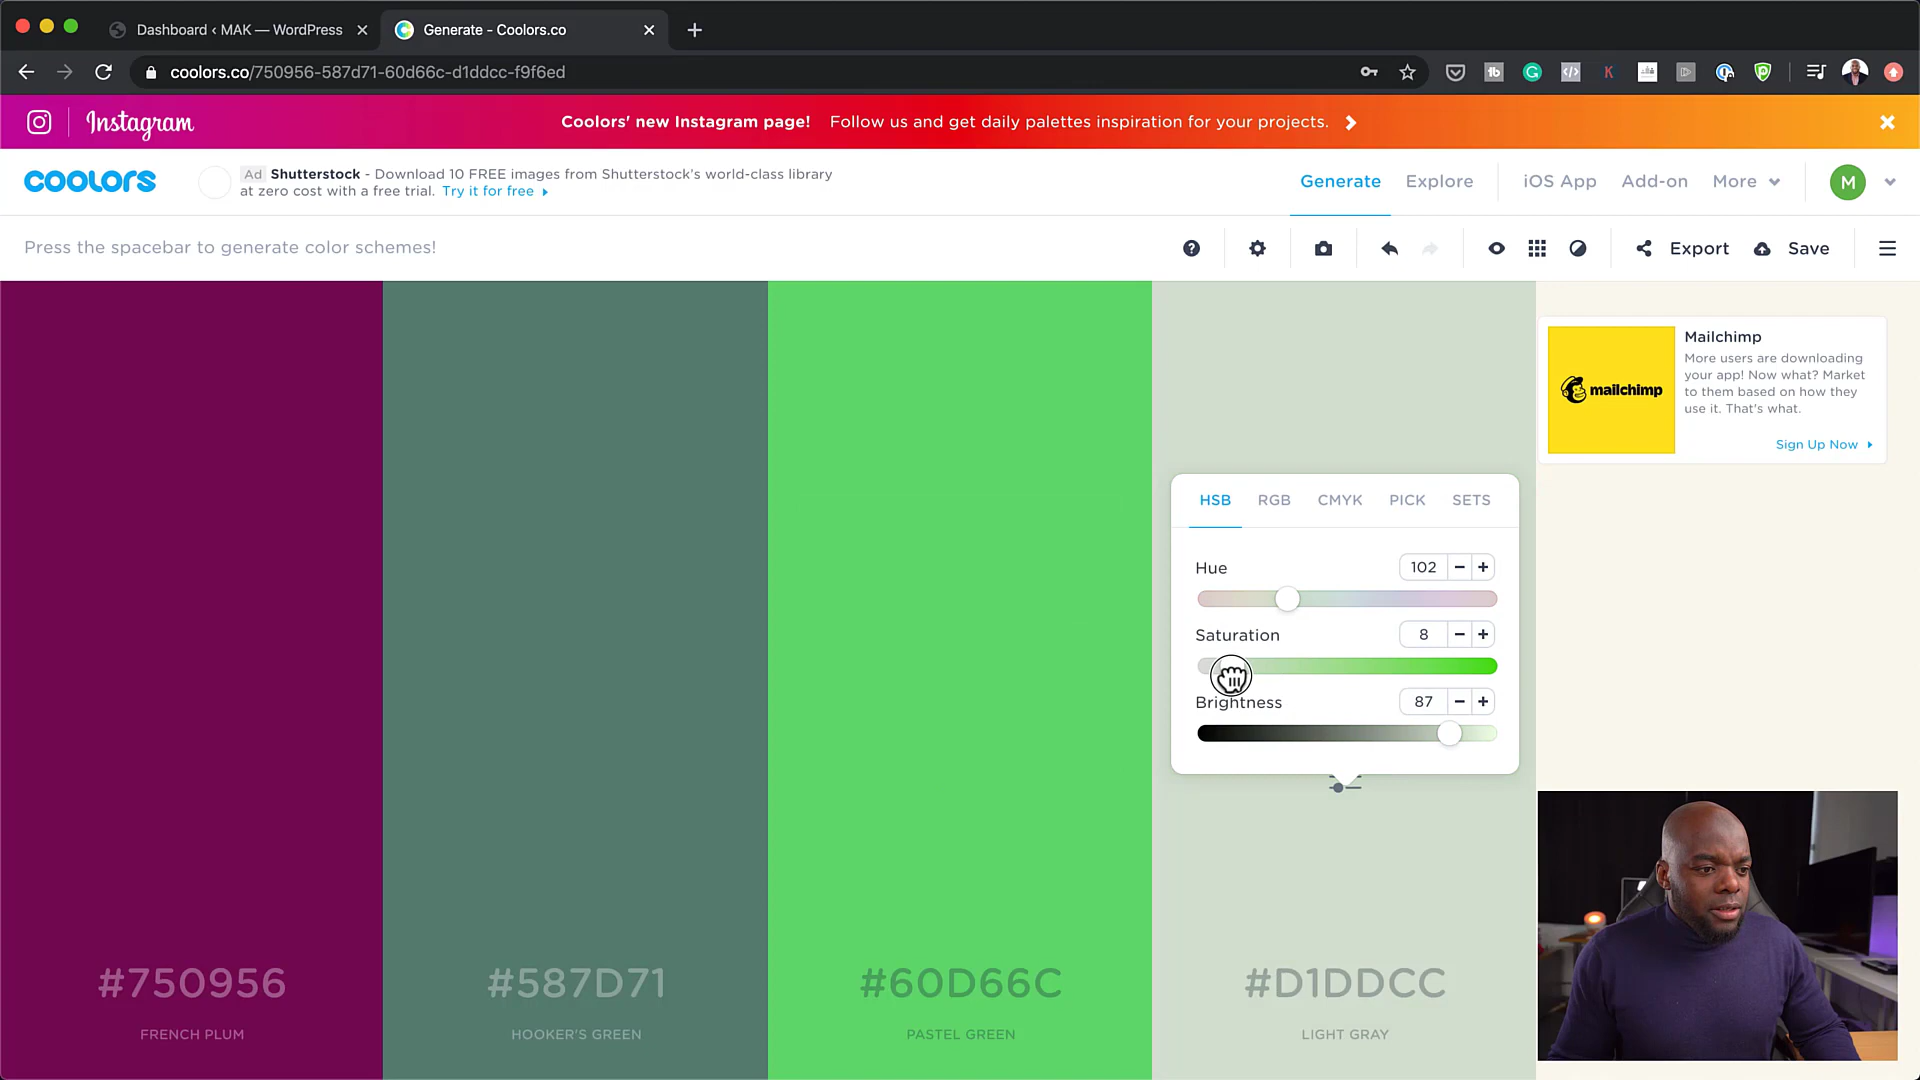 Dashboard ‹ MAK — WordPress
Generate - Coolors.co
coolors.co/750956-587d71-60d66c-d1ddcc-f9f6ed
Instagram
Coolors' new Instagram page! Follow us and get daily palettes inspiration for your projects.
coolors
Ad Shutterstock - Download 10 FREE images from Shutterstock's world-class library
at zero cost with a free trial. Try it for free
Generate
Explore
iOS App
Add-on
More
M
Press the spacebar to generate color schemes!
Export
Save
Mailchimp
More users are downloading
your app! Now what? Market
to them based on how they
use it. That's what.
Sign Up Now
mailchimp
HSB RGB CMYK PICK SETS
Hue 102
Saturation 8
Brightness 87
#750956
FRENCH PLUM
#587D71
HOOKER'S GREEN
#60D66C
PASTEL GREEN
#D1DDCC
LIGHT GRAY